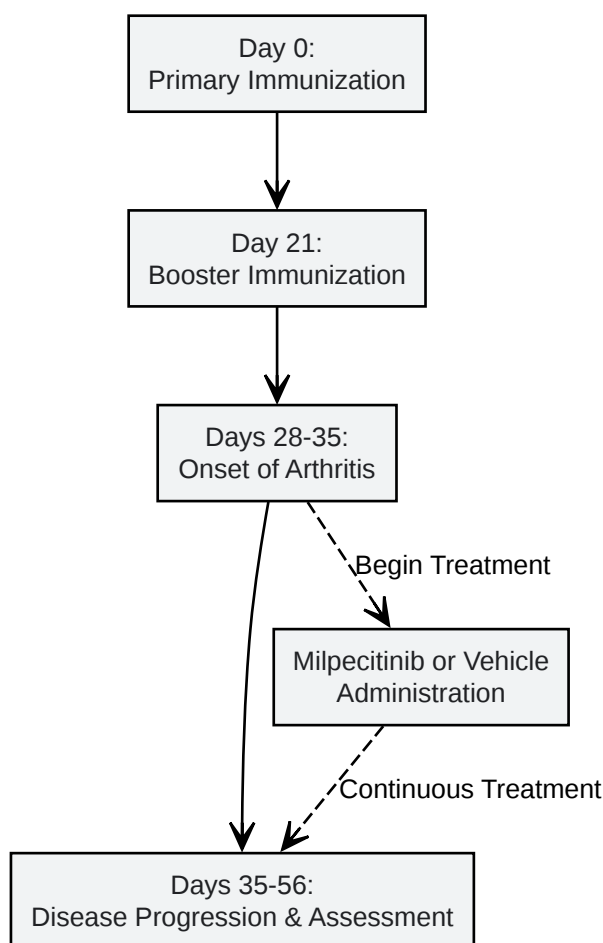 Day 0:
Primary Immunization
Day 21:
Booster Immunization
Days 28-35:
Onset of Arthritis
Begin Treatment
Milpecitinib or Vehicle
Administration
Continuous Treatment
Days 35-56:
Disease Progression & Assessment